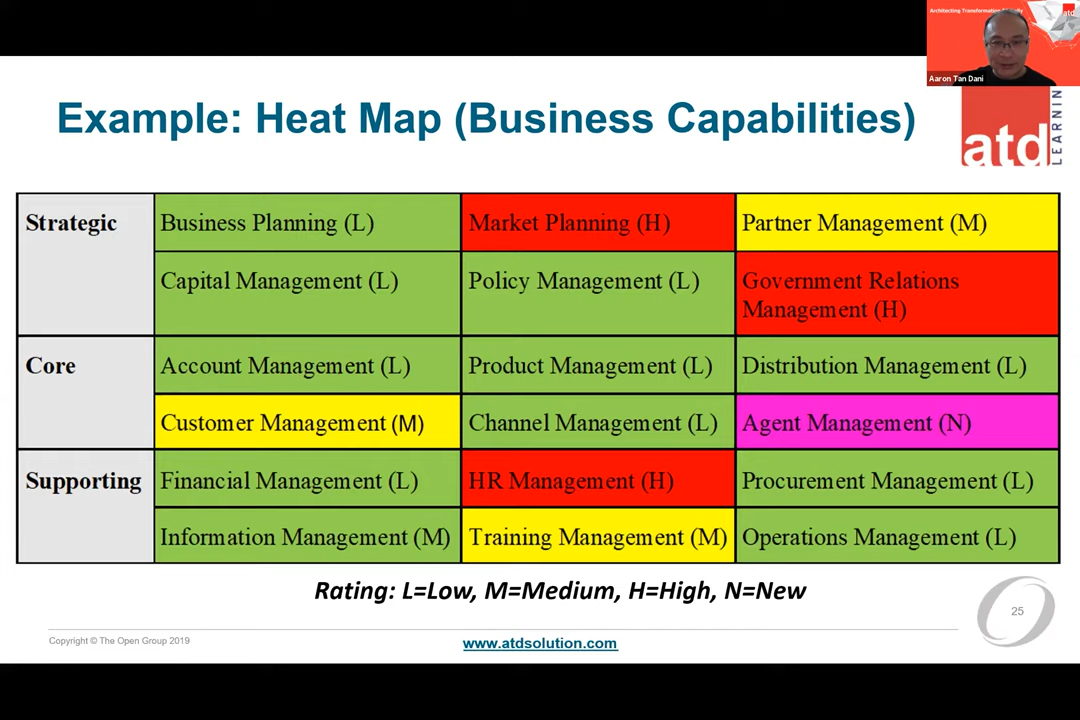 Architecting Transformation
atd
Aaron Tan Dani
Example: Heat Map (Business Capabilities)
atd
LEARNIN
Strategic
Business Planning (L)
Market Planning (H)
Partner Management (M)
Capital Management (L)
Policy Management (L)
Government Relations
Management (H)
Core
Account Management (L)
Product Management (L)
Distribution Management (L)
Customer Management (M)
Channel Management (L)
Agent Management (N)
Supporting
Financial Management (L)
HR Management (H)
Procurement Management (L)
Information Management (M)
Training Management (M)
Operations Management (L)
Rating: L=Low, M=Medium, H=High, N=New
25
Copyright © The Open Group 2019
www.atdsolution.com